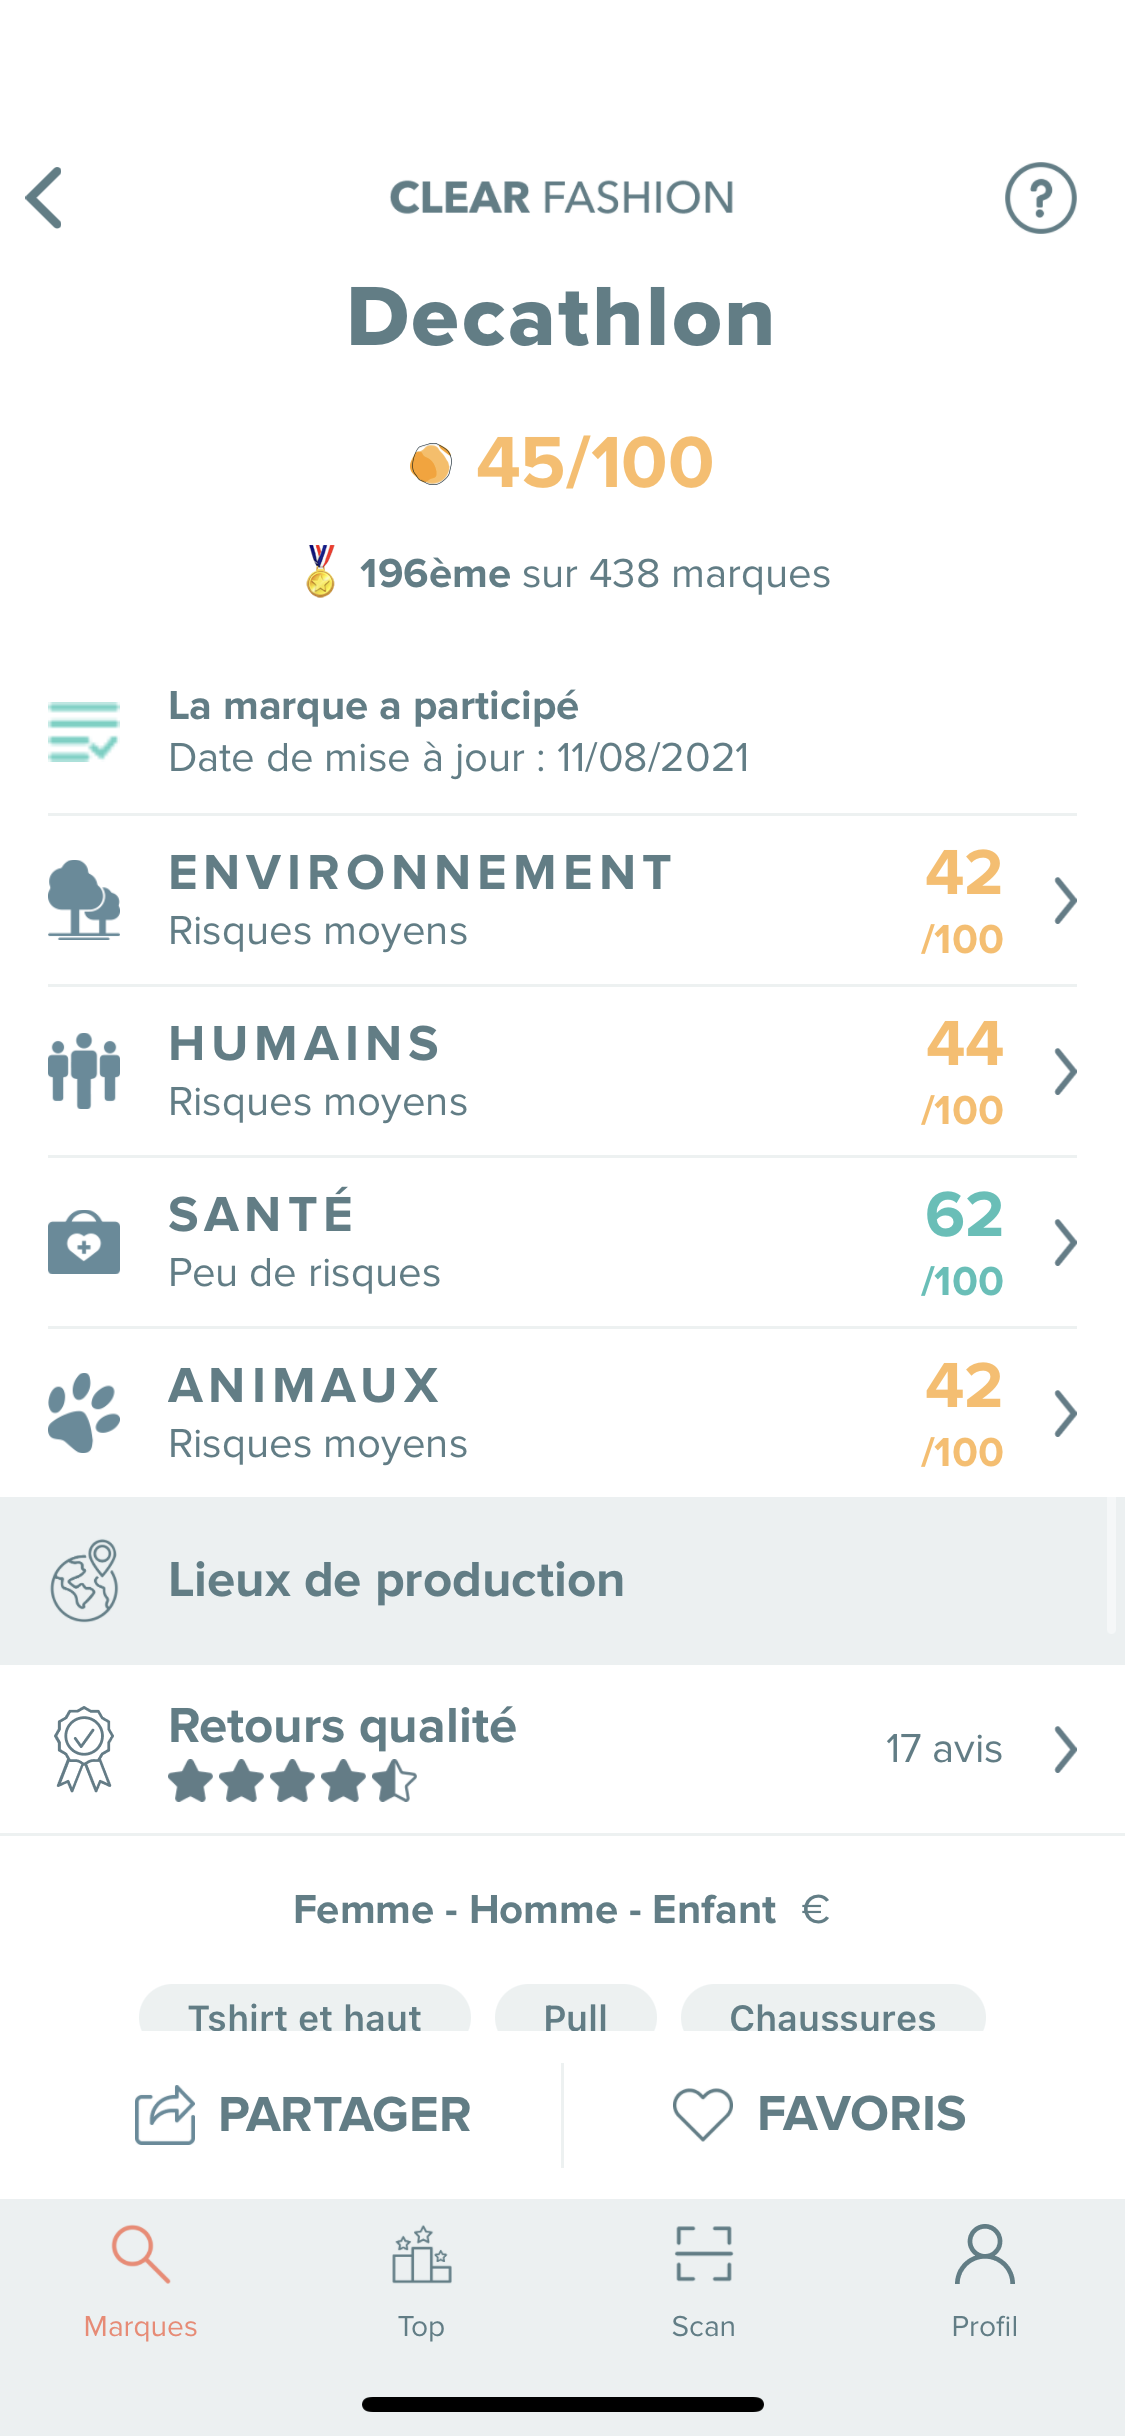 CLEAR FASHION
?
Decathlon
45/100
196ème sur 438 marques
La marque a participé
Date de mise à jour : 11/08/2021
ENVIRONNEMENT
Risques moyens
42
/100
HUMAINS
Risques moyens
44
/100
SANTÉ
Peu de risques
62
/100
ANIMAUX
Risques moyens
42
/100
Lieux de production
Retours qualité
17 avis
Femme - Homme - Enfant €
Tshirt et haut Pull Chaussures
PARTAGER FAVORIS
Marques Top Scan Profil